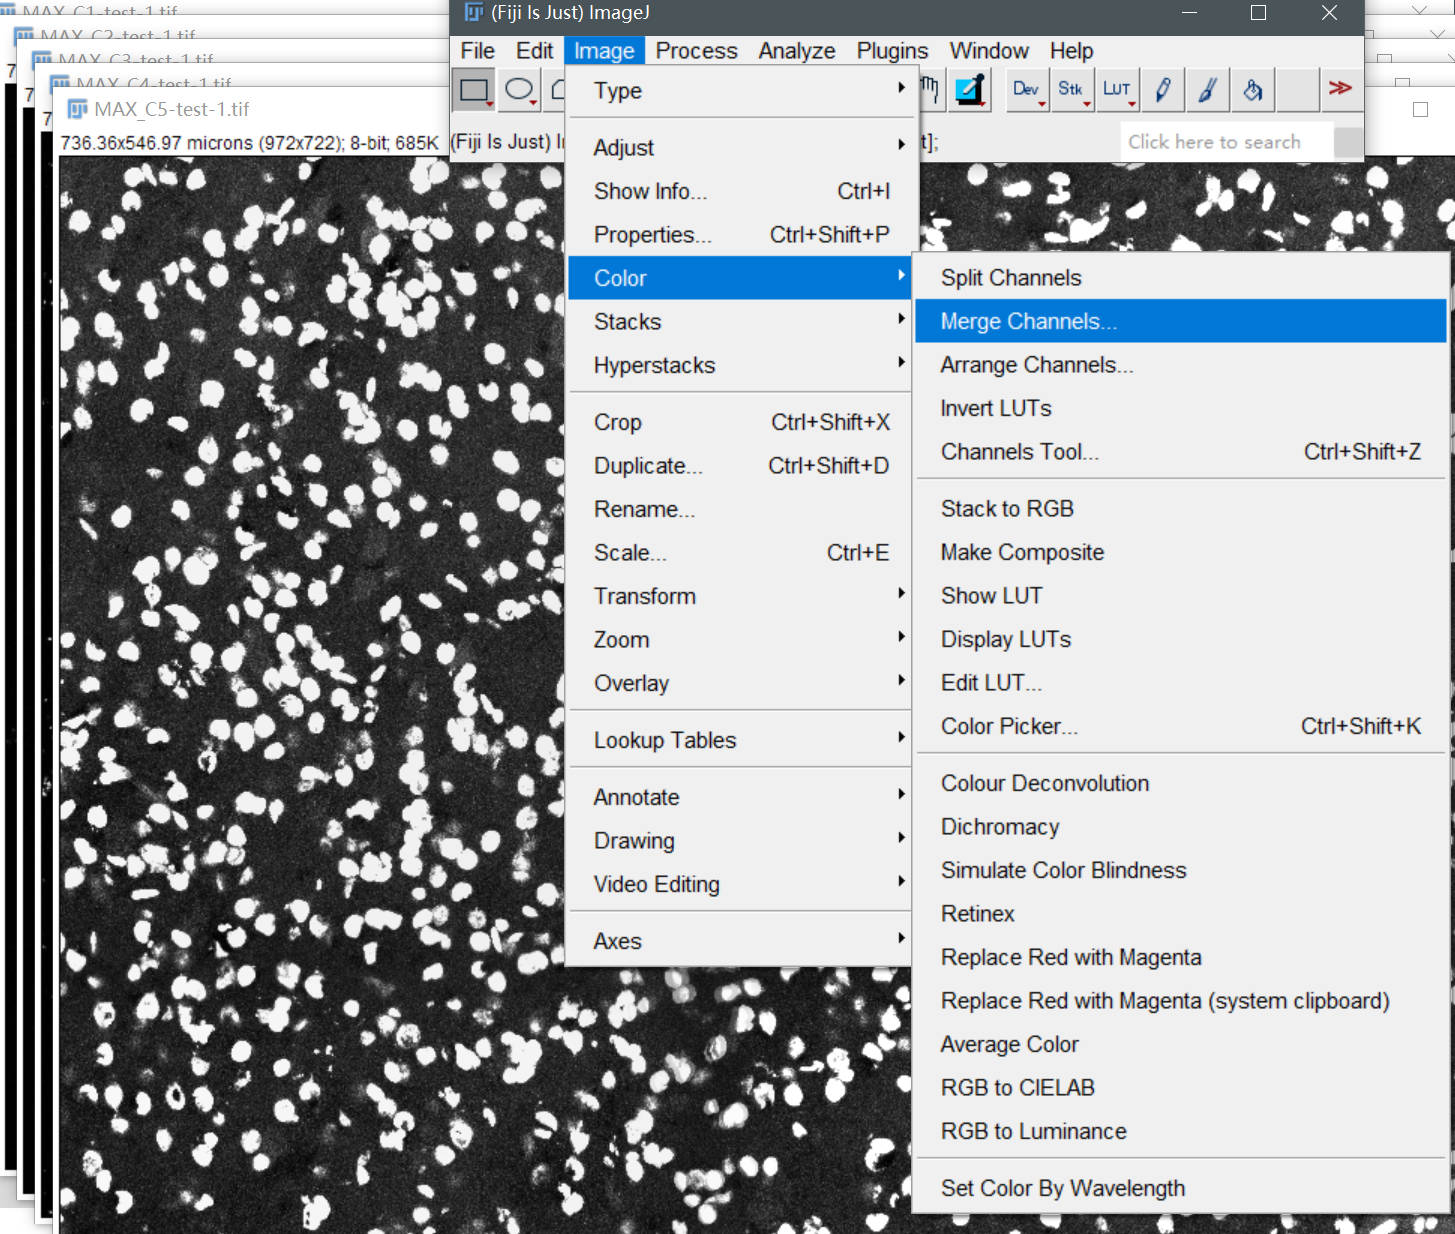 MAX_C1-test-1.tif
MAX_C2-test-1.tif
MAX_C3-test-1.tif
MAX_C4-test-1.tif
MAX_C5-test-1.tif
736.36x546.97 microns (972x722); 8-bit; 685K
(Fiji Is Just) ImageJ
File Edit Image Process Analyze Plugins Window Help
Dev Stk LUT
>>
(Fiji Is Just)
t];
Click here to search
Type
Adjust
Show Info... Ctrl+I
Properties... Ctrl+Shift+P
Color
Stacks
Hyperstacks
Crop Ctrl+Shift+X
Duplicate... Ctrl+Shift+D
Rename...
Scale... Ctrl+E
Transform
Zoom
Overlay
Lookup Tables
Annotate
Drawing
Video Editing
Axes
Split Channels
Merge Channels...
Arrange Channels...
Invert LUTs
Channels Tool... Ctrl+Shift+Z
Stack to RGB
Make Composite
Show LUT
Display LUTs
Edit LUT...
Color Picker... Ctrl+Shift+K
Colour Deconvolution
Dichromacy
Simulate Color Blindness
Retinex
Replace Red with Magenta
Replace Red with Magenta (system clipboard)
Average Color
RGB to CIELAB
RGB to Luminance
Set Color By Wavelength